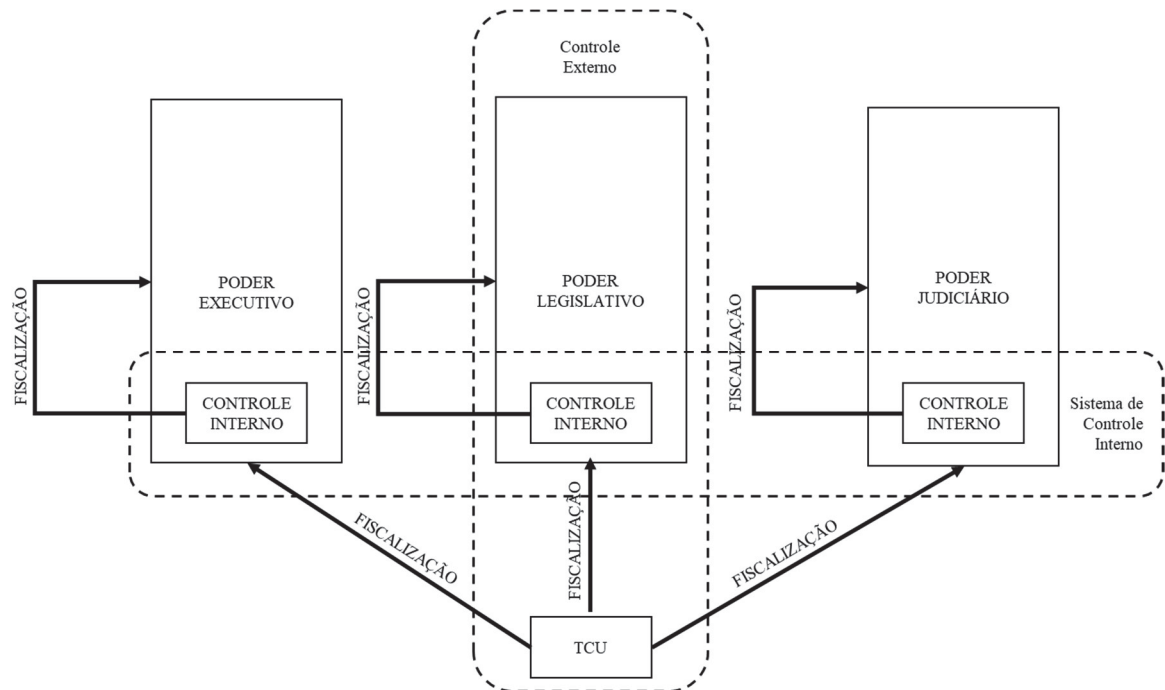 Controle
Externo
PODER
EXECUTIVO
PODER
LEGISLATIVO
PODER
JUDICIÁRIO
FISCALIZAÇÃO
FISCALIZAÇÃO
FISCALIZAÇÃO
CONTROLE
INTERNO
CONTROLE
INTERNO
CONTROLE
INTERNO
Sistema de
Controle
Interno
FISCALIZAÇÃO
FISCALIZAÇÃO
FISCALIZAÇÃO
TCU